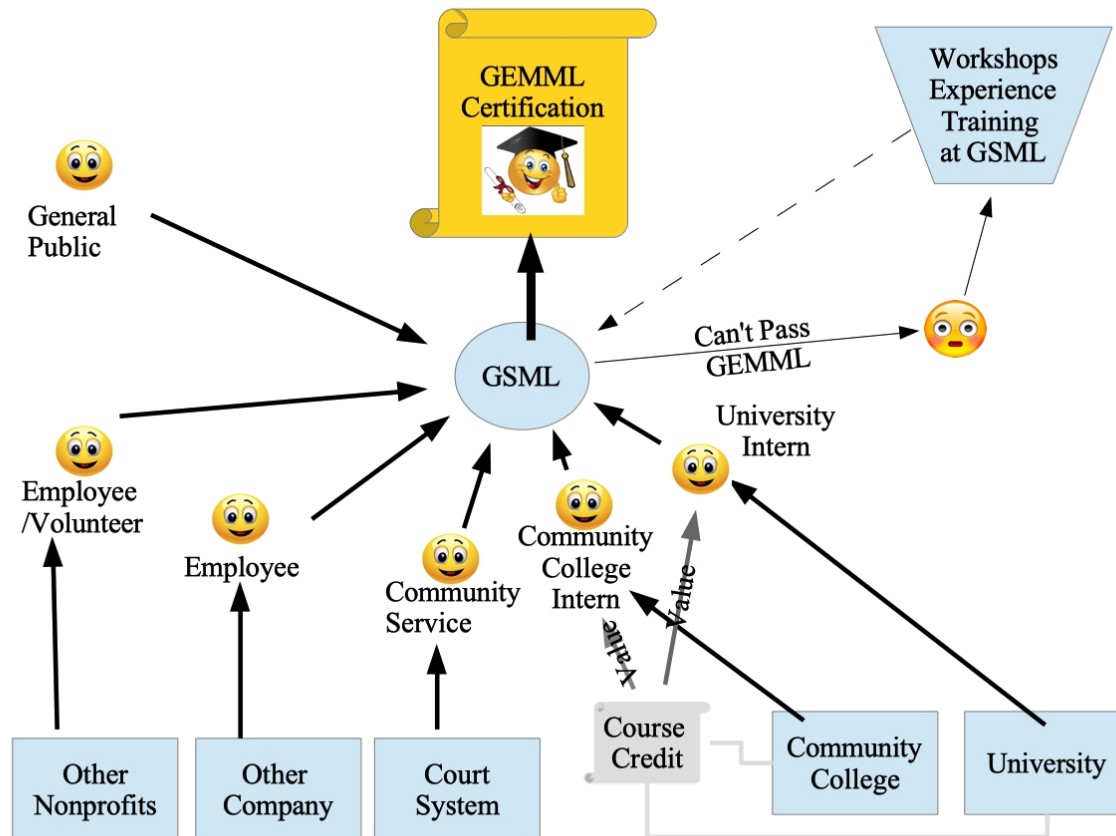 GEMML
Certification
Workshops
Experience
Training
at GSML
General
Public
Can't Pass
GEMML
GSML
University
Intern
Employee
/Volunteer
Employee
Community
Service
Community
College
Intern
Value
Value
Other
Nonprofits
Other
Company
Court
System
Course
Credit
Community
College
University